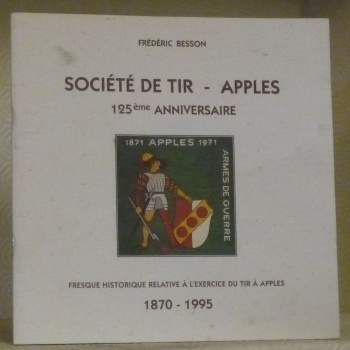 FRÉDÉRIC BESSON
SOCIÉTÉ DE TIR - APPLES
125ème ANNIVERSAIRE
1871 APPLES 1971
ARMES DE GUERRE
FRESQUE HISTORIQUE RELATIVE À L'EXERCICE DU TIR À APPLES
1870 - 1995